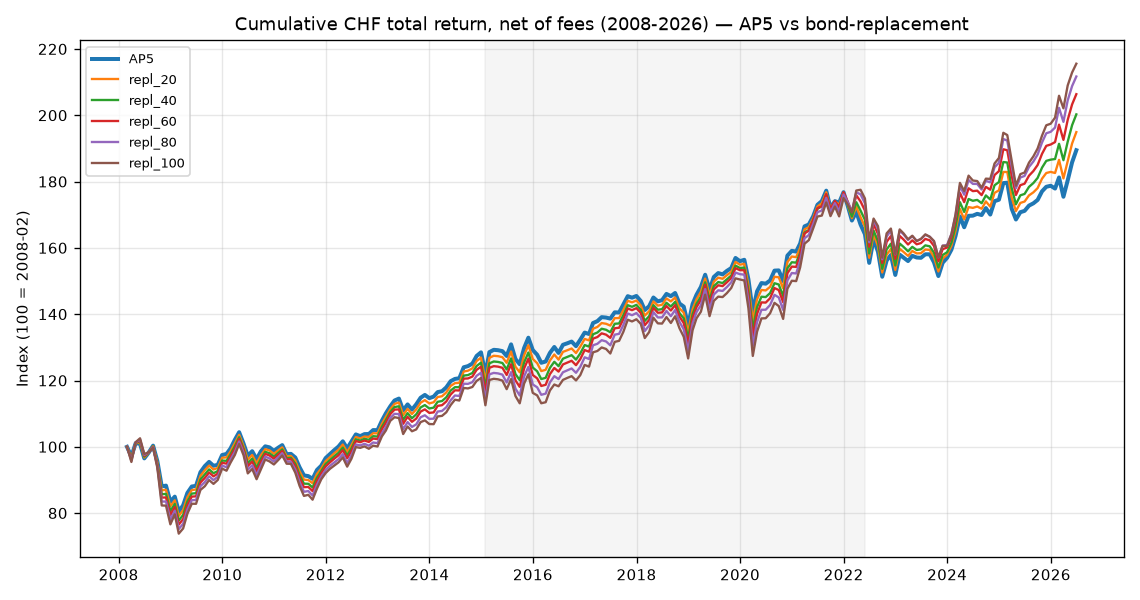 Cumulative CHF total return, net of fees (2008-2026) — AP5 vs bond-replacement
AP5
repl_20
repl_40
repl_60
repl_80
repl_100
Index (100 = 2008-02)
220
200
180
160
140
120
100
80
2008 2010 2012 2014 2016 2018 2020 2022 2024 2026